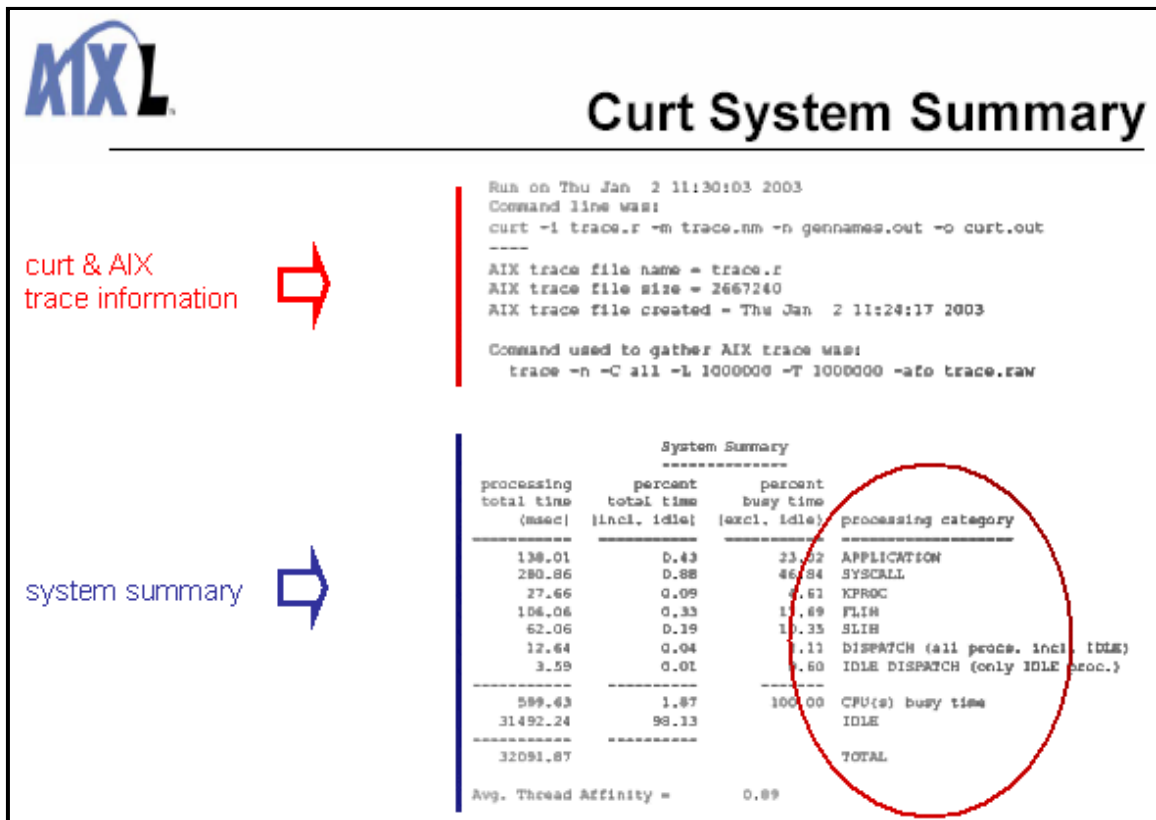 AIX L
Curt System Summary
curt & AIX
trace information
Run on Thu Jan 2 11:30:03 2003
Command line was:
curt -i trace.r -m trace.nm -n gennames.out -o curt.out
----
AIX trace file name = trace.r
AIX trace file size = 2667240
AIX trace file created = Thu Jan 2 11:24:17 2003
Command used to gather AIX trace was:
trace -n -C all -L 1000000 -T 1000000 -afo trace.raw
system summary
System Summary
--------------
processing percent percent
total time total time busy time
(msec) (incl. idle) (excl. idle) processing category
=========== =========== =========== ===================
138.01 0.43 23.02 APPLICATION
280.86 0.88 46.84 SYSCALL
27.66 0.09 KPROC
106.06 0.33 FLIH
62.06 0.19 10.35 SLIH
12.64 0.04 DISPATCH (all procs. incl. IDLE)
3.59 0.01 IDLE DISPATCH (only IDLE proc.)
----------- ---------- -------
599.63 1.87 100.00 CPU(s) busy time
31492.24 98.13 IDLE
----------- ----------
32091.87 TOTAL
Avg. Thread Affinity = 0.89